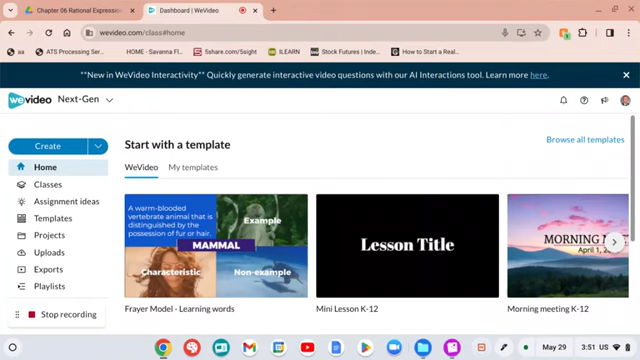 Chapter 06 Rational Expression
Dashboard | WeVideo
wevideo.com/class#home
aa
ATS Processing Ser...
HOME - Savanna Fl...
5share.com/5sight
ILEARN
Stock Futures | Inde...
How to Start a Real...
**New in WeVideo Interactivity** Quickly generate interactive video questions with our AI Interactions tool. Learn more here.
wevideo
Next-Gen
Create
Start with a template
Browse all templates
Home
WeVideo
My templates
Classes
Assignment ideas
Templates
Projects
Uploads
Exports
Playlists
A warm-blooded
vertebrate animal that is
distinguished by the
possession of fur or hair.
Example
MAMMAL
Characteristic
Non-example
Lesson Title
April 1, 20
Frayer Model - Learning words
Mini Lesson K-12
Morning meeting K-12
Stop recording
May 29
3:51 US